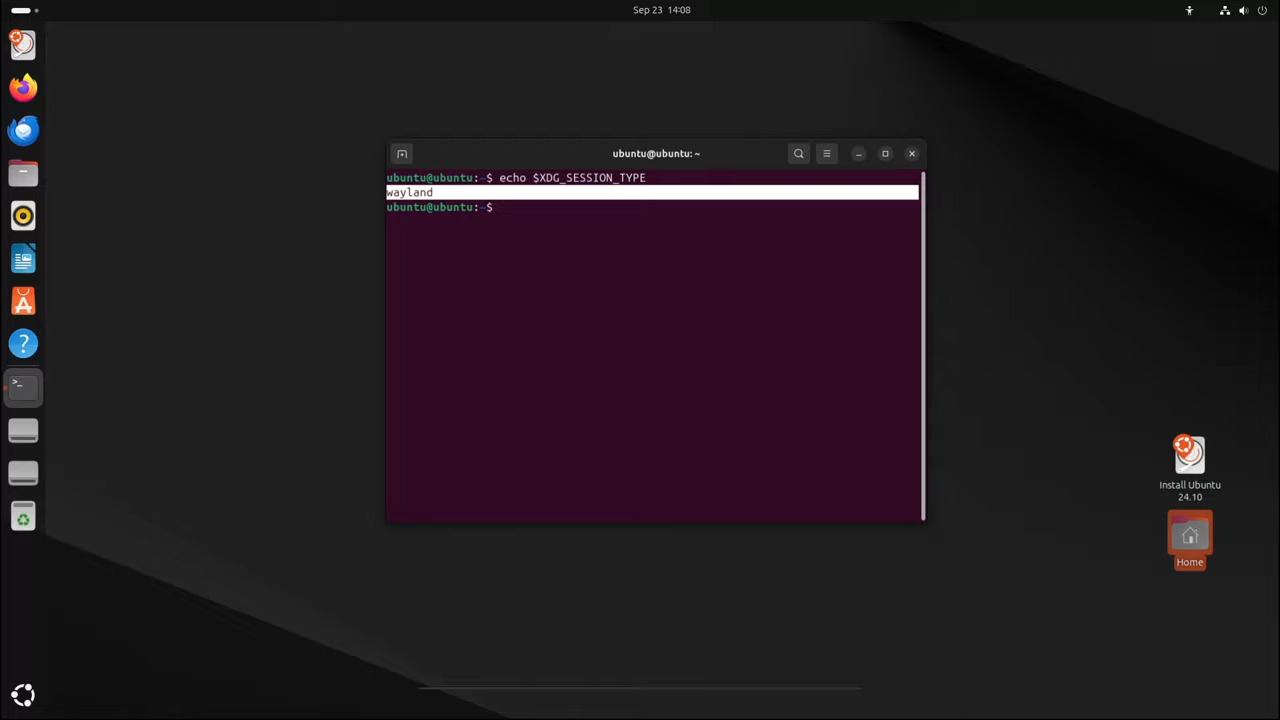 Sep 23 14:08
ubuntu@ubuntu: ~
ubuntu@ubuntu:~$ echo $XDG_SESSION_TYPE
wayland
ubuntu@ubuntu:~$
Install Ubuntu
24.10
Home